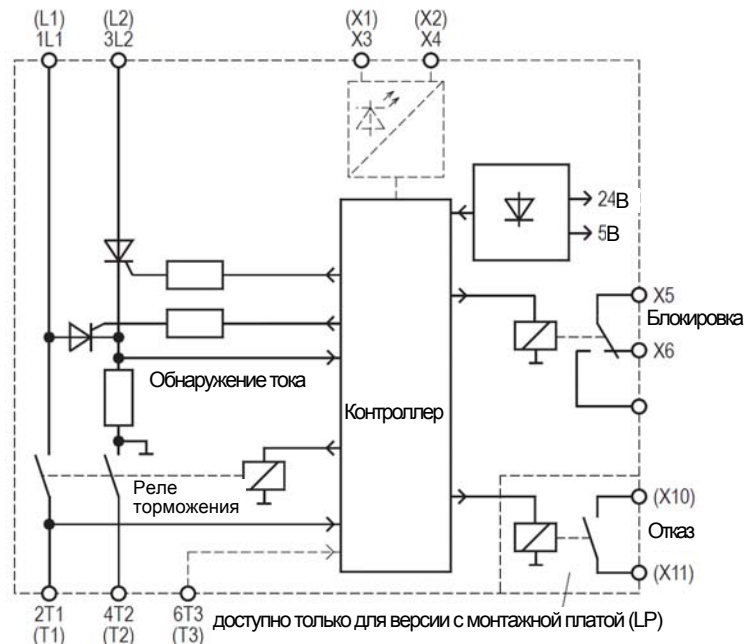 (L1) (L2) (X1) (X2)
1L1 3L2 X3 X4
24В
5В
X5
Блокировка
X6
Обнаружение тока
Контроллер
Реле
торможения
(X10)
Отказ
(X11)
2T1 4T2 6T3
доступно только для версии с монтажной платой (LP)
(T1) (T2) (T3)